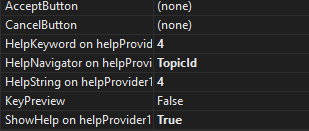 AcceptButton (none)
CancelButton (none)
HelpKeyword on helpProvid 4
HelpNavigator on helpProvi TopicId
HelpString on helpProvider1 4
KeyPreview False
ShowHelp on helpProvider1 True